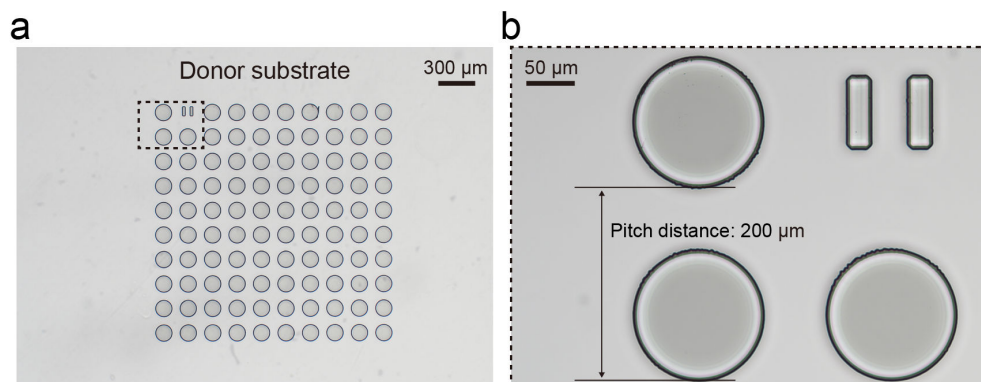 a
Donor substrate
300 μm
b
50 μm
Pitch distance: 200 μm